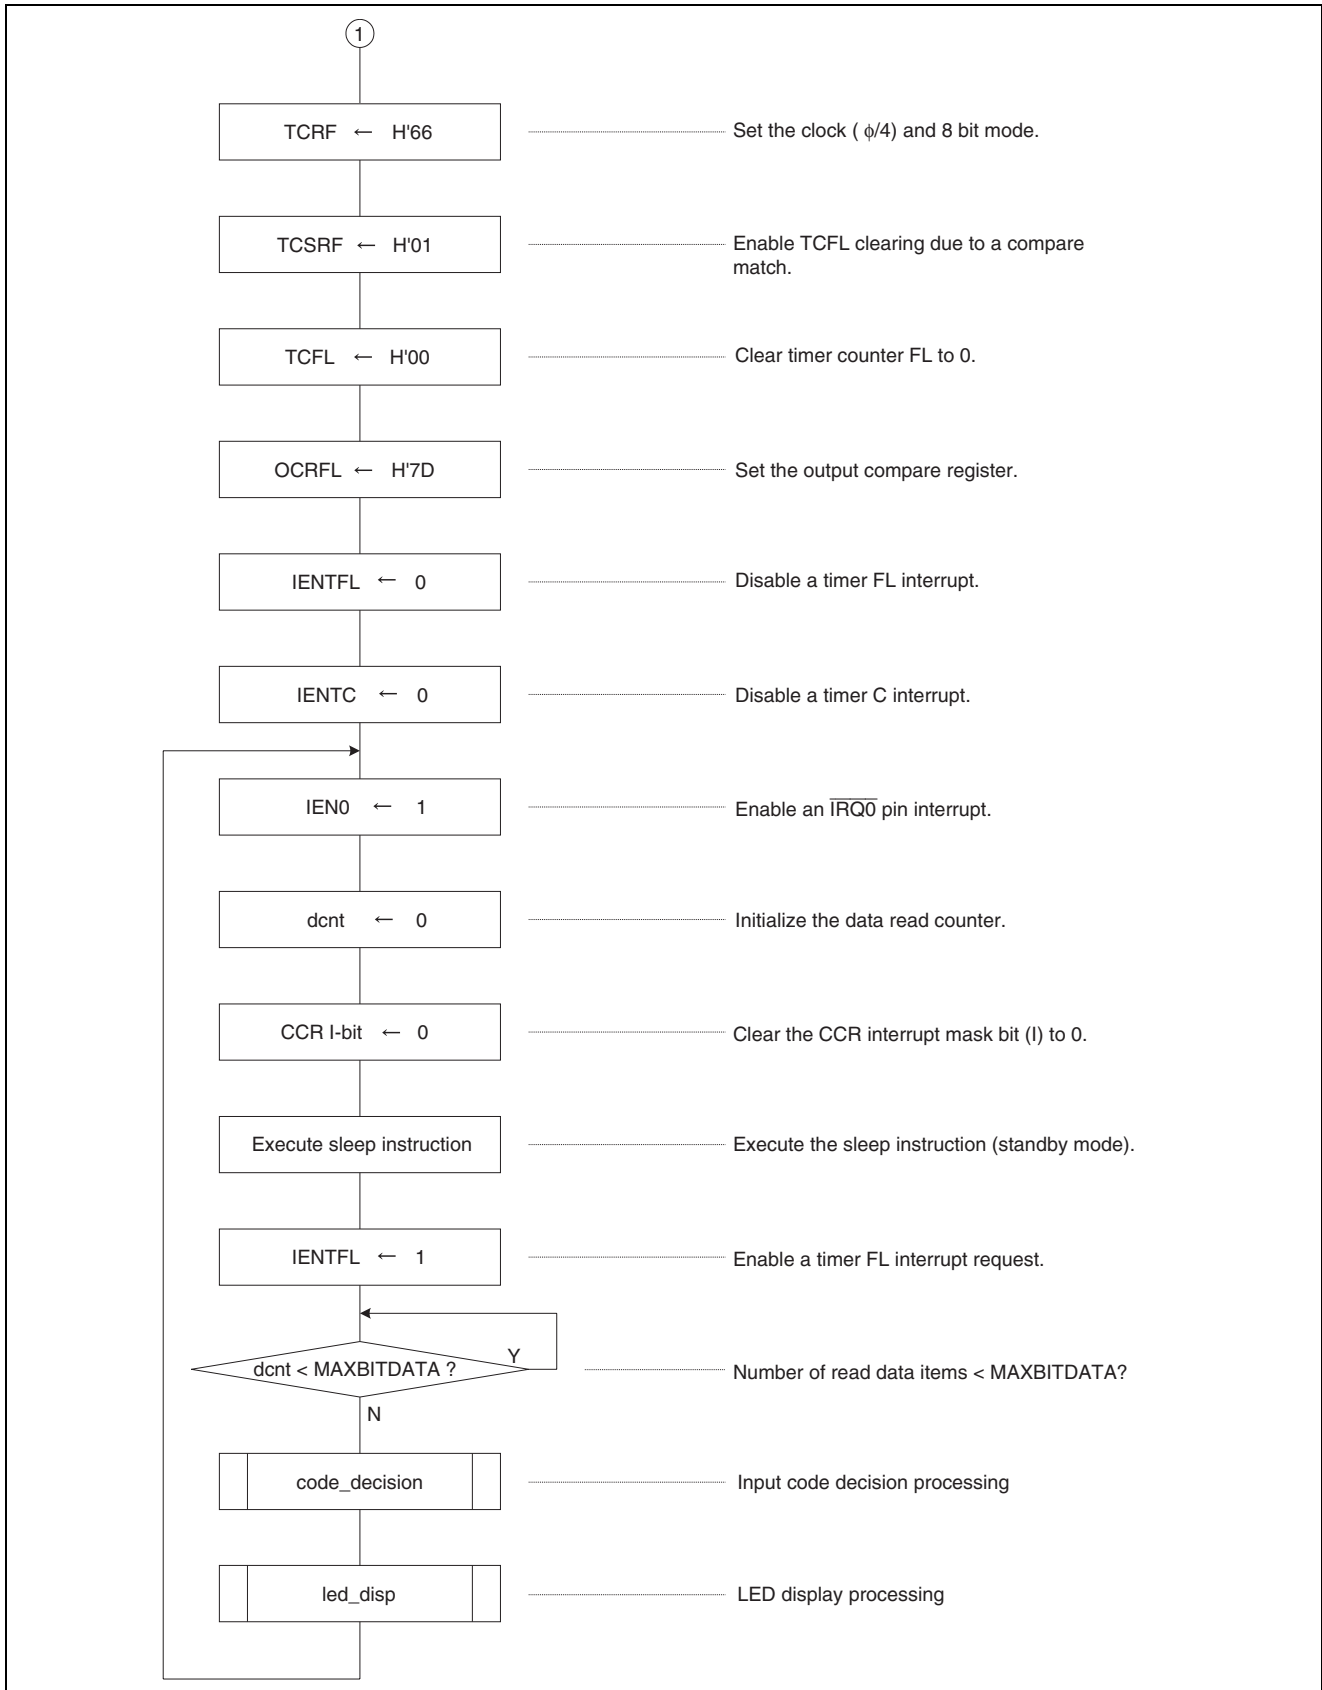 1
TCRF ← H'66
Set the clock ( ϕ/4) and 8 bit mode.
TCSRF ← H'01
Enable TCFL clearing due to a compare
match.
TCFL ← H'00
Clear timer counter FL to 0.
OCRFL ← H'7D
Set the output compare register.
IENTFL ← 0
Disable a timer FL interrupt.
IENTC ← 0
Disable a timer C interrupt.
IEN0 ← 1
Enable an I̅R̅Q̅0̅ pin interrupt.
dcnt ← 0
Initialize the data read counter.
CCR I-bit ← 0
Clear the CCR interrupt mask bit (I) to 0.
Execute sleep instruction
Execute the sleep instruction (standby mode).
IENTFL ← 1
Enable a timer FL interrupt request.
dcnt < MAXBITDATA ?
Y
Number of read data items < MAXBITDATA?
N
code_decision
Input code decision processing
led_disp
LED display processing